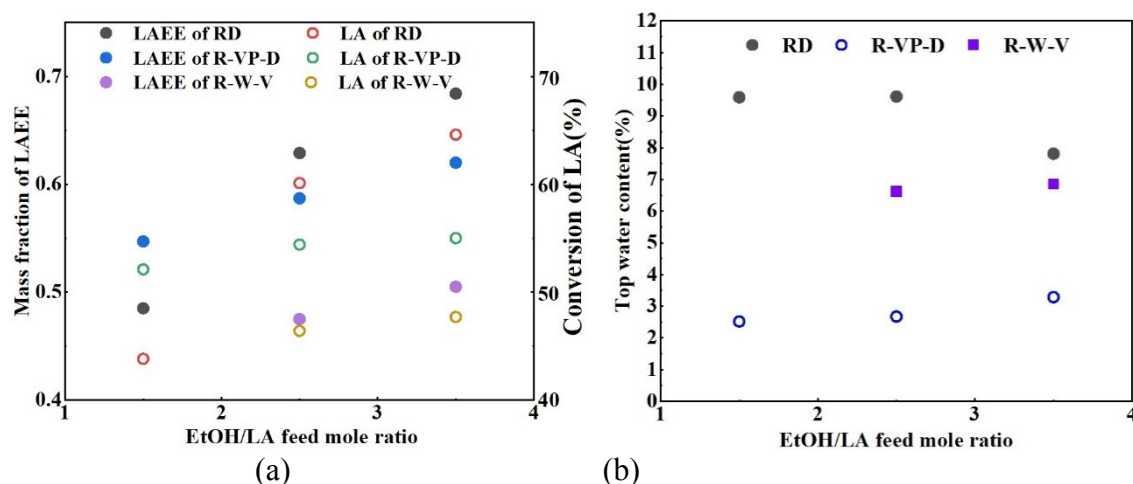 LAEE of RD
LA of RD
LAEE of R-VP-D
LA of R-VP-D
LAEE of R-W-V
LA of R-W-V
Mass fraction of LAEE
0.7
0.6
0.5
0.4
Conversion of LA(%)
70
60
50
40
1 2 3 4
EtOH/LA feed mole ratio
(a)
RD R-VP-D R-W-V
Top water content(%)
12
11
10
9
8
7
6
5
4
3
2
1
0
1 2 3 4
EtOH/LA feed mole ratio
(b)